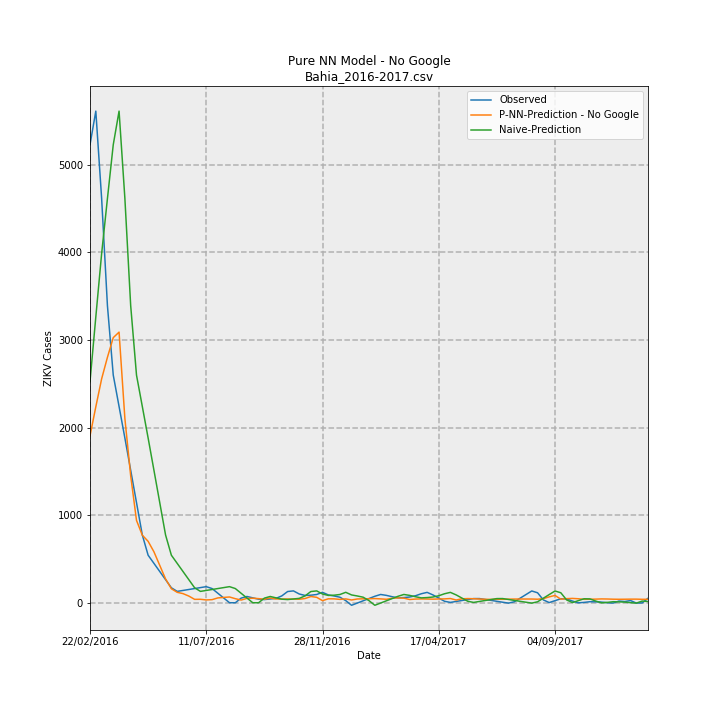 Pure NN Model - No Google
Bahia_2016-2017.csv
Observed
P-NN-Prediction - No Google
Naive-Prediction
ZIKV Cases
5000
4000
3000
2000
1000
0
22/02/2016
11/07/2016
28/11/2016
17/04/2017
04/09/2017
Date